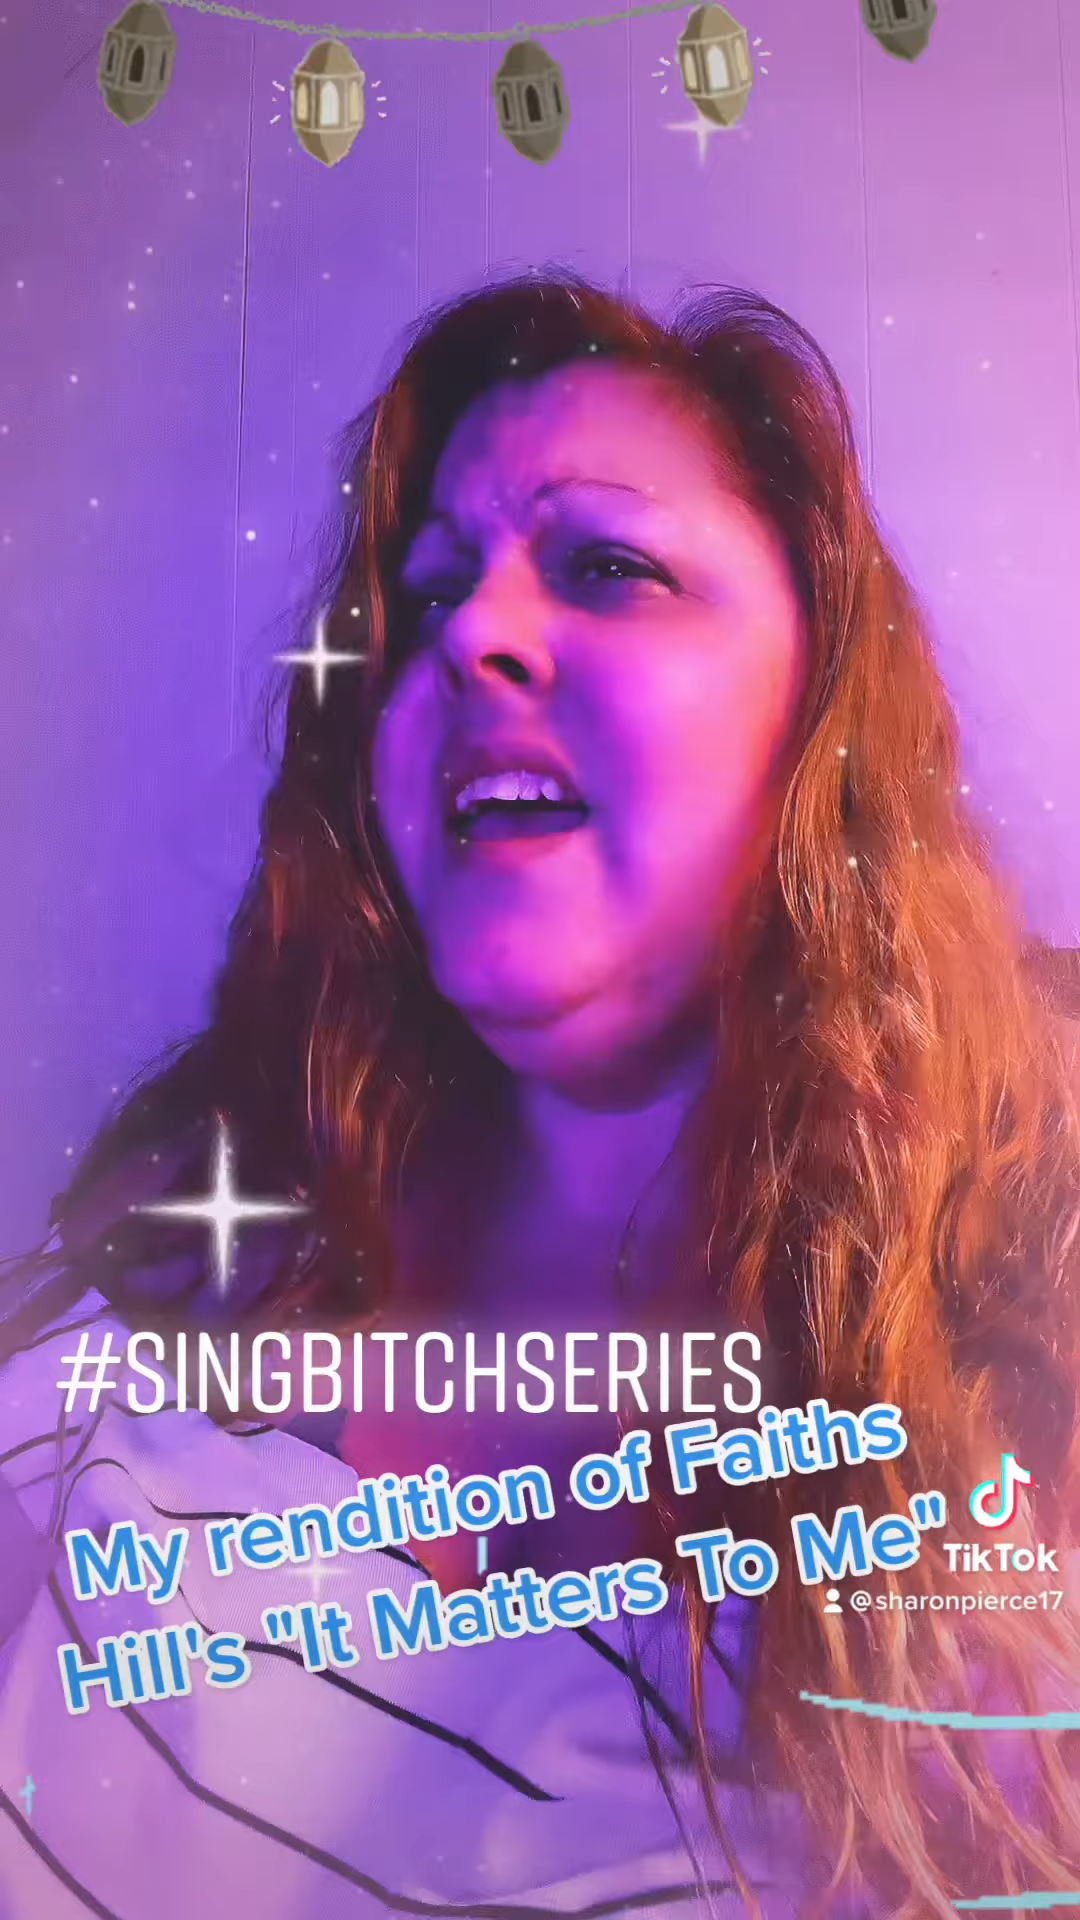 #SINGBITCHSERIES
My rendition of Faiths
Hill's "It Matters To Me"
TikTok
@sharonpierce17